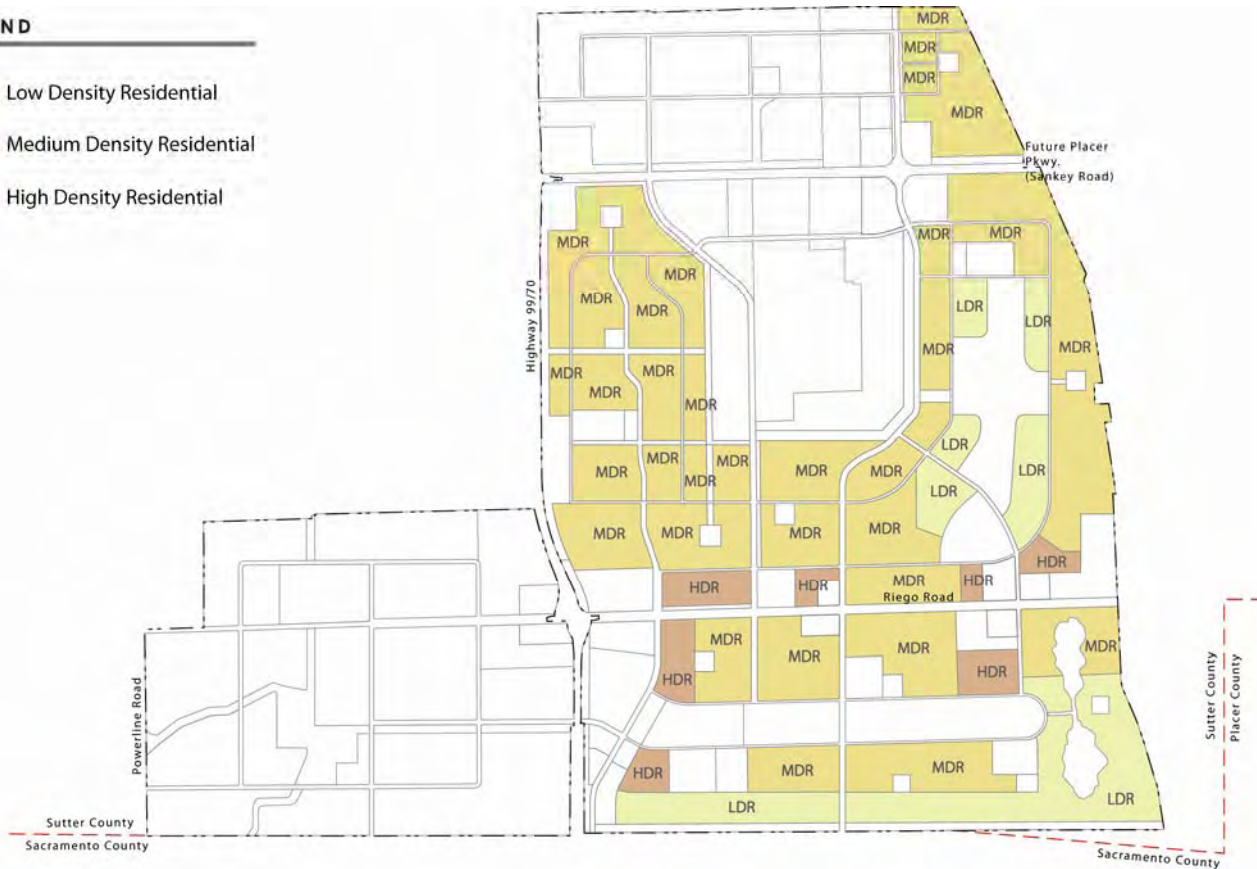 ND
Low Density Residential
Medium Density Residential
High Density Residential
MDR
MDR
MDR
MDR
Future Placer
Pkwy.
(Sankey Road)
MDR
MDR
MDR
MDR
MDR
MDR
MDR
LDR
LDR
Highway 99/70
MDR
MDR
MDR
MDR
MDR
MDR
LDR
MDR
MDR
MDR
MDR
MDR
MDR
LDR
LDR
MDR
MDR
MDR
MDR
HDR
HDR
HDR
MDR
HDR
Riego Road
MDR
MDR
MDR
MDR
HDR
HDR
Powerline Road
Sutter County
Placer County
HDR
MDR
MDR
LDR
LDR
Sutter County
Sacramento County
Sacramento County